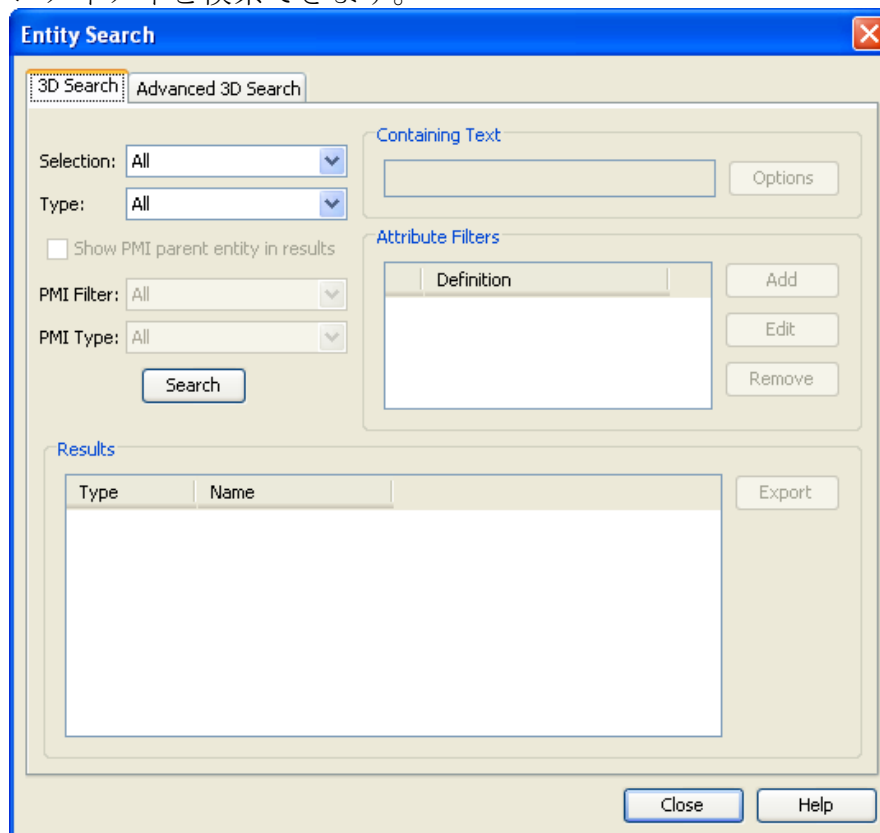 Entity Search
3D Search Advanced 3D Search
Selection: All
Type: All
Show PMI parent entity in results
PMI Filter: All
PMI Type: All
Search
Containing Text
Options
Attribute Filters
Definition
Add
Edit
Remove
Results
Type Name
Export
Close Help